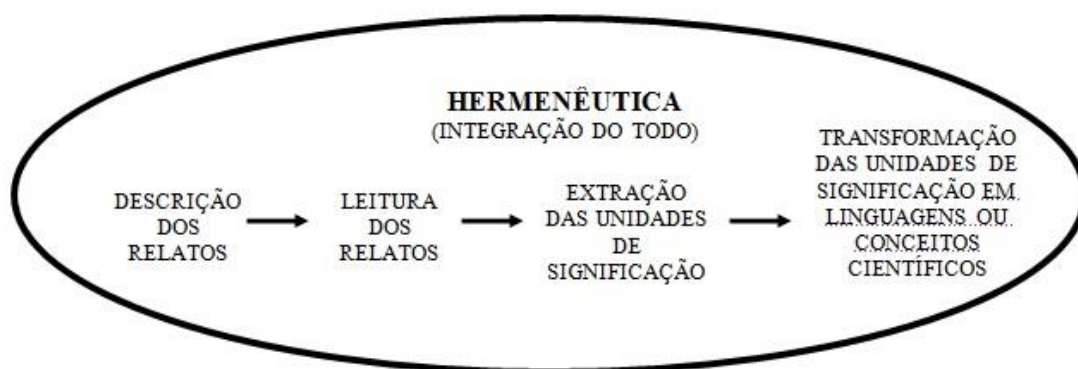 HERMENÊUTICA
(INTEGRAÇÃO DO TODO)
DESCRIÇÃO
DOS
RELATOS
LEITURA
DOS
RELATOS
EXTRAÇÃO
DAS UNIDADES
DE
SIGNIFICAÇÃO
TRANSFORMAÇÃO
DAS UNIDADES DE
SIGNIFICAÇÃO EM
LINGUAGENS OU
CONCEITOS
CIENTÍFICOS